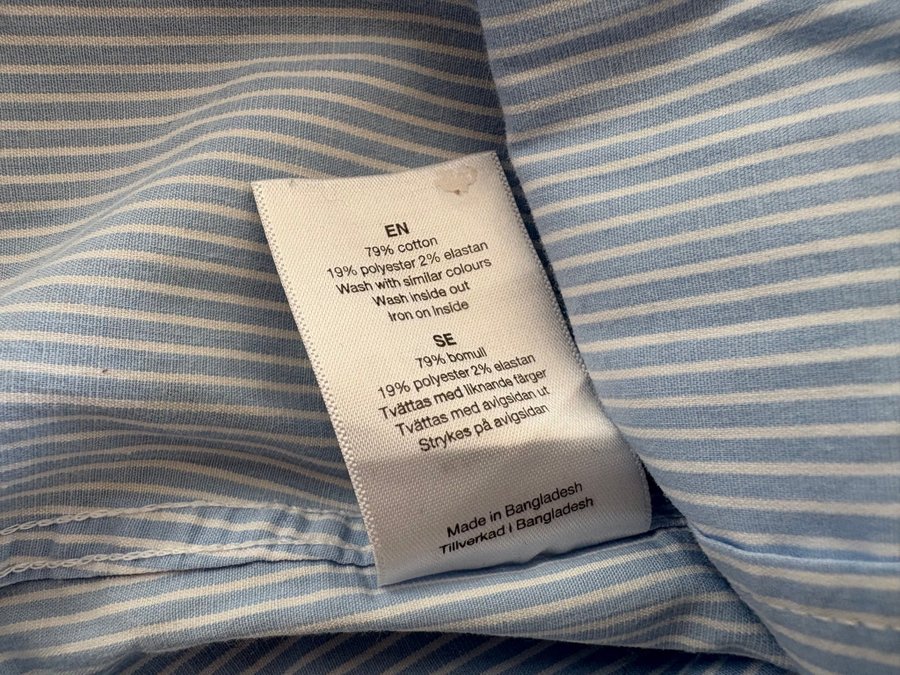 EN
79% cotton
19% polyester 2% elastan
Wash with similar colours
Wash inside out
Iron on Inside
SE
79% bomull
19% polyester 2% elastan
Tvättas med liknande färger
Tvättas med avigsidan ut
Strykes på avigsidan
Made in Bangladesh
Tillverkad i Bangladesh